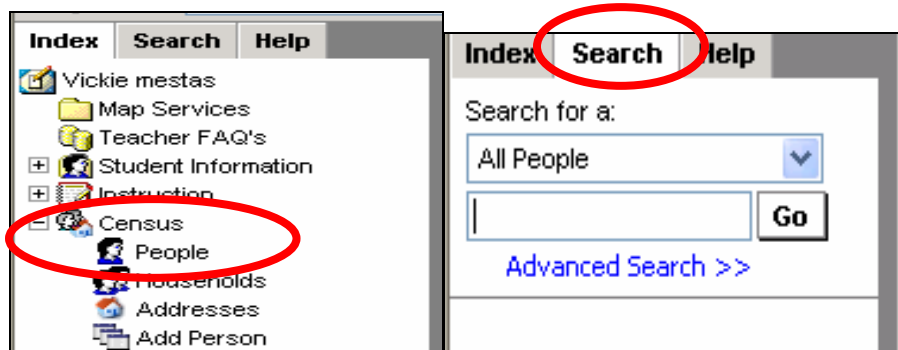 Index Search Help
Vickie mestas
Map Services
Teacher FAQ's
Student Information
Instruction
Census
People
Households
Addresses
Add Person
Index Search Help
Search for a:
All People
Go
Advanced Search >>